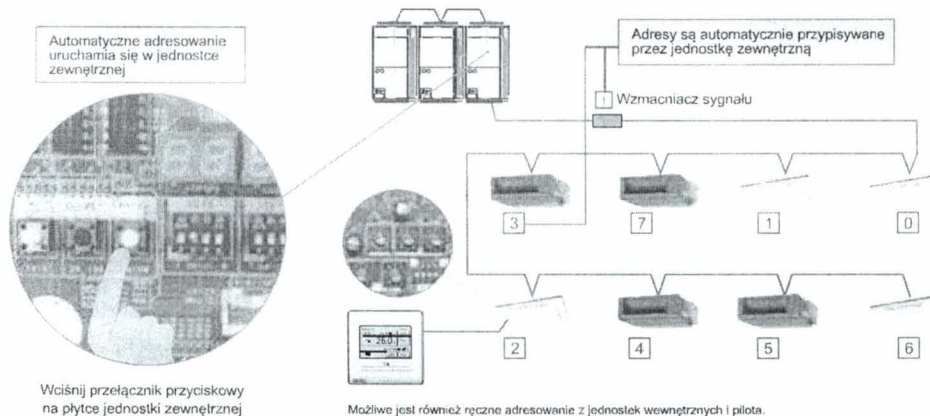 Automatyczne adresowanie
uruchamia się w jednostce
zewnętrznej
Adresy są automatycznie przypisywane
przez jednostkę zewnętrzną
Wzmacniacz sygnału
3
7
1
0
26.0
2
4
5
6
Wciśnij przełącznik przyciskowy
na płytce jednostki zewnętrznej
Możliwe jest również ręczne adresowanie z jednostek wewnętrznych i pilota.